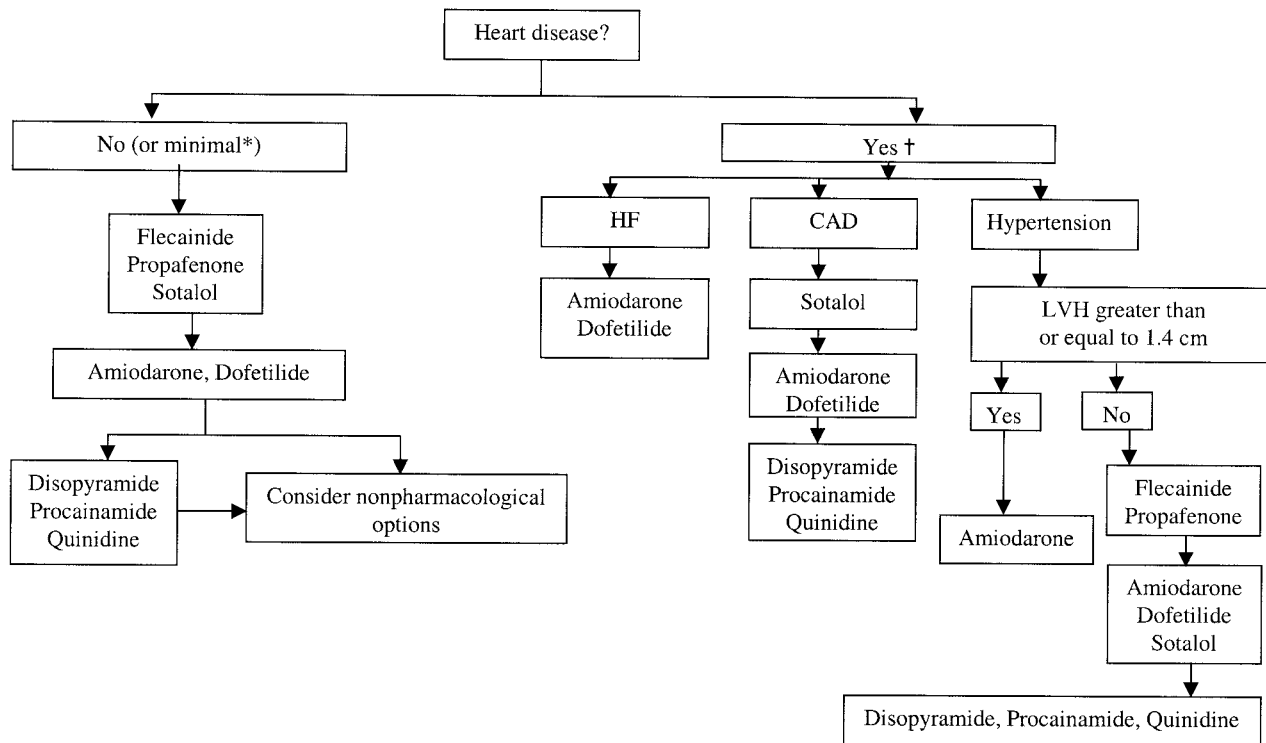 Heart disease?
No (or minimal*)
Yes †
HF
CAD
Hypertension
Flecainide
Propafenone
Sotalol
Amiodarone
Dofetilide
Sotalol
LVH greater than
or equal to 1.4 cm
Amiodarone, Dofetilide
Amiodarone
Dofetilide
Yes
No
Disopyramide
Procainamide
Quinidine
Consider nonpharmacological
options
Disopyramide
Procainamide
Quinidine
Amiodarone
Flecainide
Propafenone
Amiodarone
Dofetilide
Sotalol
Disopyramide, Procainamide, Quinidine